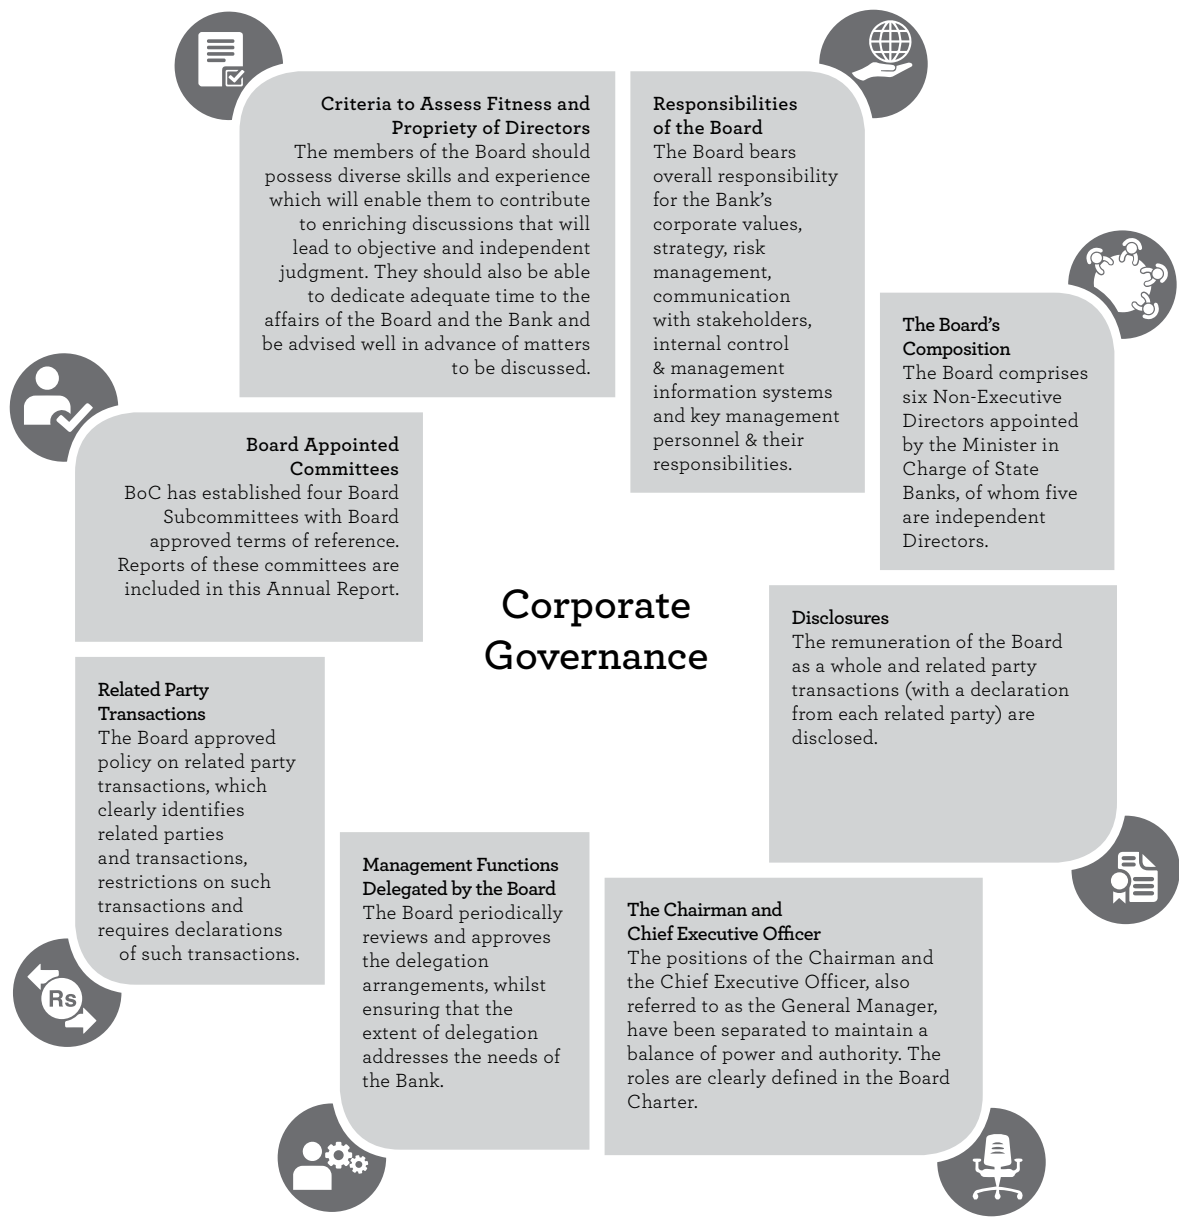 Criteria to Assess Fitness and
Propriety of Directors
The members of the Board should
possess diverse skills and experience
which will enable them to contribute
to enriching discussions that will
lead to objective and independent
judgment. They should also be able
to dedicate adequate time to the
affairs of the Board and the Bank and
be advised well in advance of matters
to be discussed.
Responsibilities
of the Board
The Board bears
overall responsibility
for the Bank's
corporate values,
strategy, risk
management,
communication
with stakeholders,
internal control
& management
information systems
and key management
personnel & their
responsibilities.
The Board's
Composition
The Board comprises
six Non-Executive
Directors appointed
by the Minister in
Charge of State
Banks, of whom five
are independent
Directors.
Board Appointed
Committees
BoC has established four Board
Subcommittees with Board
approved terms of reference.
Reports of these committees are
included in this Annual Report.
Corporate
Governance
Disclosures
The remuneration of the Board
as a whole and related party
transactions (with a declaration
from each related party) are
disclosed.
Related Party
Transactions
The Board approved
policy on related party
transactions, which
clearly identifies
related parties
and transactions,
restrictions on such
transactions and
requires declarations
of such transactions.
Rs
Management Functions
Delegated by the Board
The Board periodically
reviews and approves
the delegation
arrangements, whilst
ensuring that the
extent of delegation
addresses the needs of
the Bank.
The Chairman and
Chief Executive Officer
The positions of the Chairman and
the Chief Executive Officer, also
referred to as the General Manager,
have been separated to maintain a
balance of power and authority. The
roles are clearly defined in the Board
Charter.